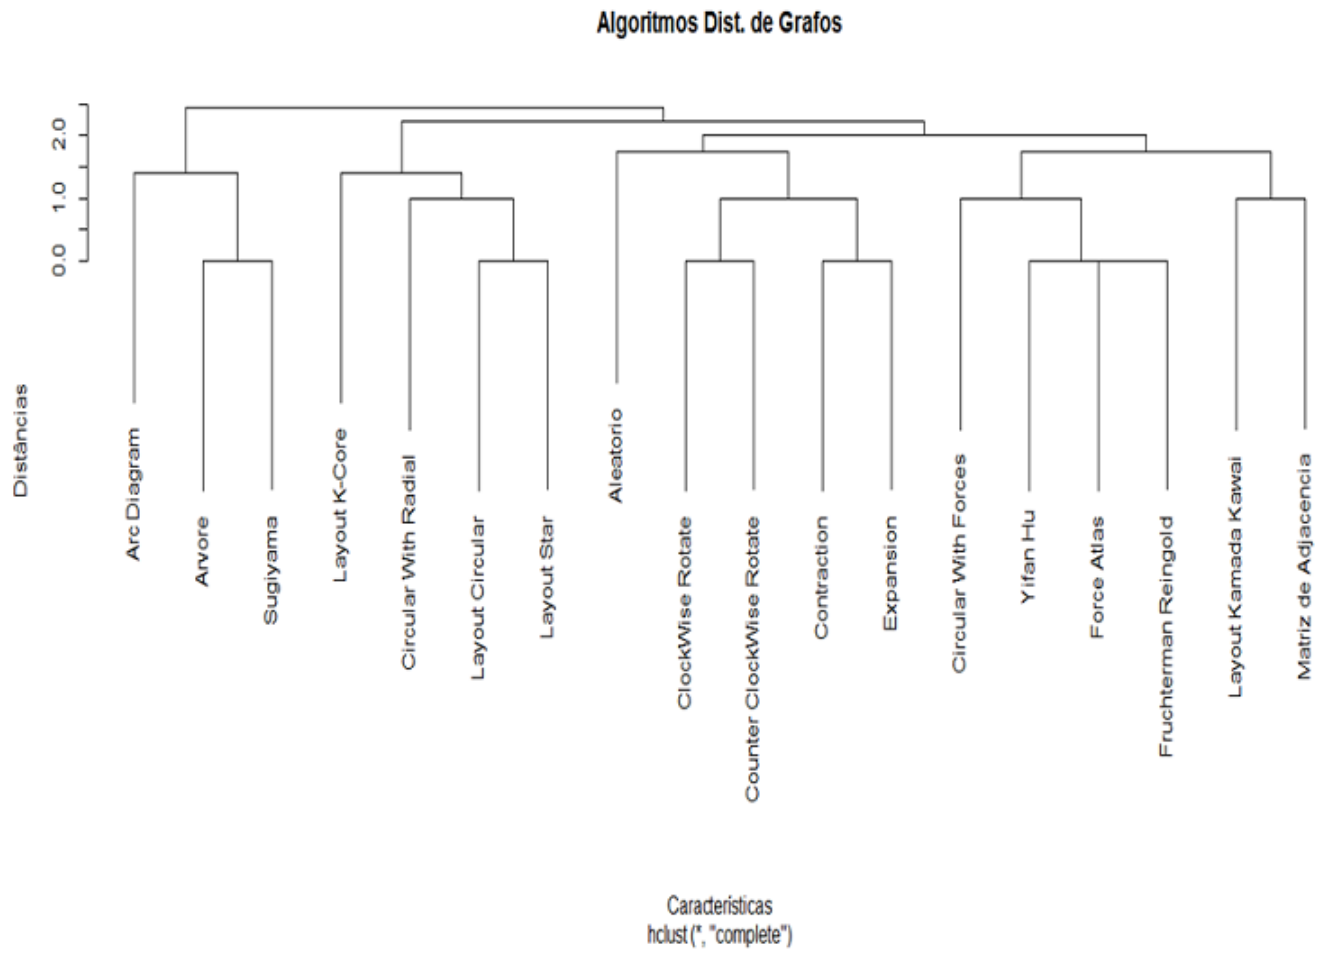 Algoritmos Dist. de Grafos
2.0
1.0
0.0
Distâncias
Arc Diagram
Arvore
Sugiyama
Layout K-Core
Circular With Radial
Layout Circular
Layout Star
Aleatorio
ClockWise Rotate
Counter ClockWise Rotate
Contraction
Expansion
Circular With Forces
Yifan Hu
Force Atlas
Fruchterman Reingold
Layout Kamada Kawai
Matriz de Adjacencia
Características
hclust (*, "complete")